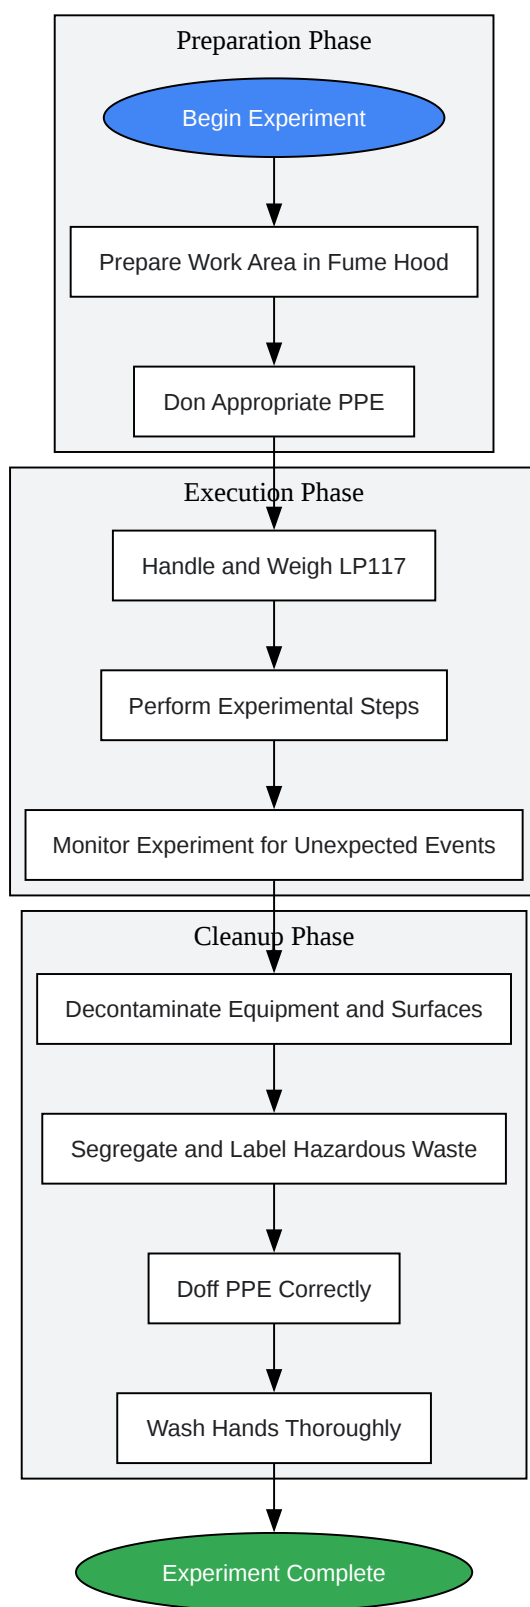 Preparation Phase
Begin Experiment
Prepare Work Area in Fume Hood
Don Appropriate PPE
Execution Phase
Handle and Weigh LP117
Perform Experimental Steps
Monitor Experiment for Unexpected Events
Cleanup Phase
Decontaminate Equipment and Surfaces
Segregate and Label Hazardous Waste
Doff PPE Correctly
Wash Hands Thoroughly
Experiment Complete